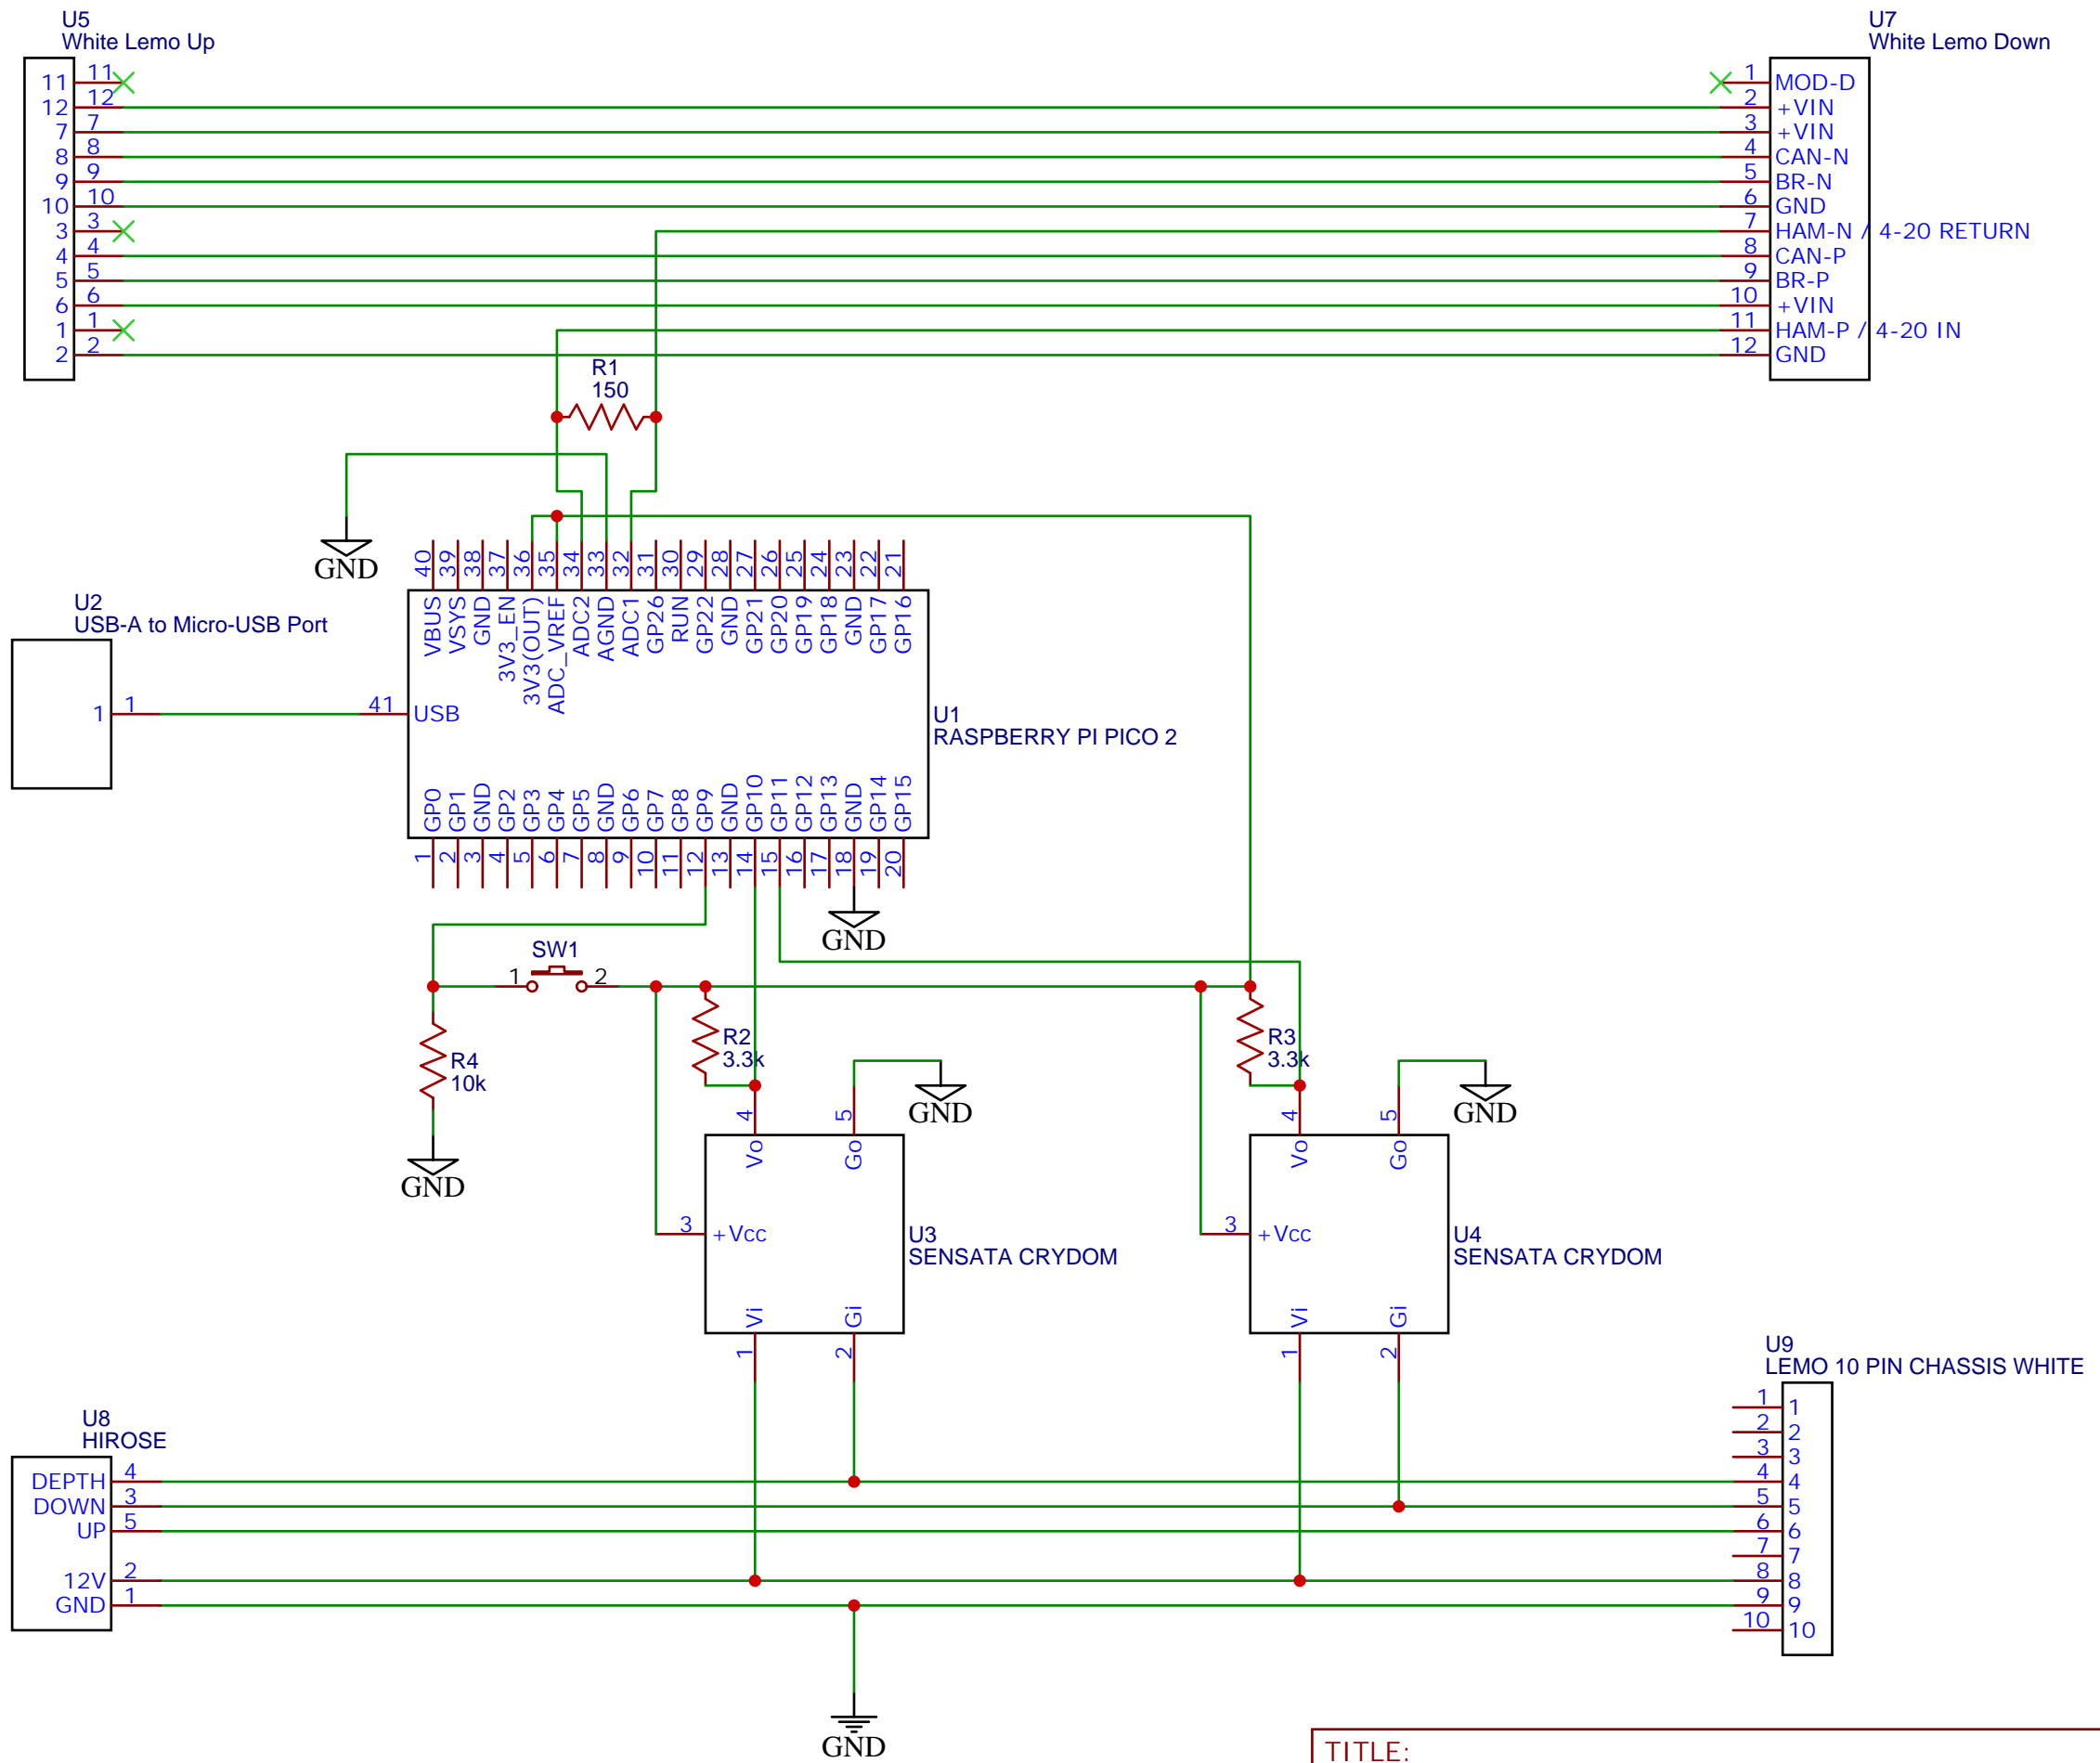 U5
White Lemo Up
11 11
12 12
7 7
8 8
9 9
10 10
3 3
4 4
5 5
6 6
1 1
2 2
U7
White Lemo Down
1 MOD-D
2 +VIN
3 +VIN
4 CAN-N
5 BR-N
6 GND
7 HAM-N / 4-20 RETURN
8 CAN-P
9 BR-P
10 +VIN
11 HAM-P / 4-20 IN
12 GND
R1
150
GND
40 39 38 37 36 35 34 33 32 31 30 29 28 27 26 25 24 23 22 21
VBUS VSYS GND 3V3_EN 3V3(OUT) ADC_VREF ADC2 AGND ADC1 GP26 RUN GP22 GND GP21 GP20 GP19 GP18 GND GP17 GP16
U2
USB-A to Micro-USB Port
1 1
41 USB
U1
RASPBERRY PI PICO 2
GP0 GP1 GND GP2 GP3 GP4 GP5 GND GP6 GP7 GP8 GP9 GND GP10 GP11 GP12 GP13 GND GP14 GP15
1 2 3 4 5 6 7 8 9 10 11 12 13 14 15 16 17 18 19 20
GND
SW1
1 2
R4
10k
GND
R2
3.3k
GND
R3
3.3k
GND
4 5
Vo Go
3 +Vcc
U3
SENSATA CRYDOM
Vi Gi
1 2
4 5
Vo Go
3 +Vcc
U4
SENSATA CRYDOM
Vi Gi
1 2
U8
HIROSE
DEPTH 4
DOWN 3
UP 5
12V 2
GND 1
U9
LEMO 10 PIN CHASSIS WHITE
1 1
2 2
3 3
4 4
5 5
6 6
7 7
8 8
9 9
10 10
GND
TITLE: